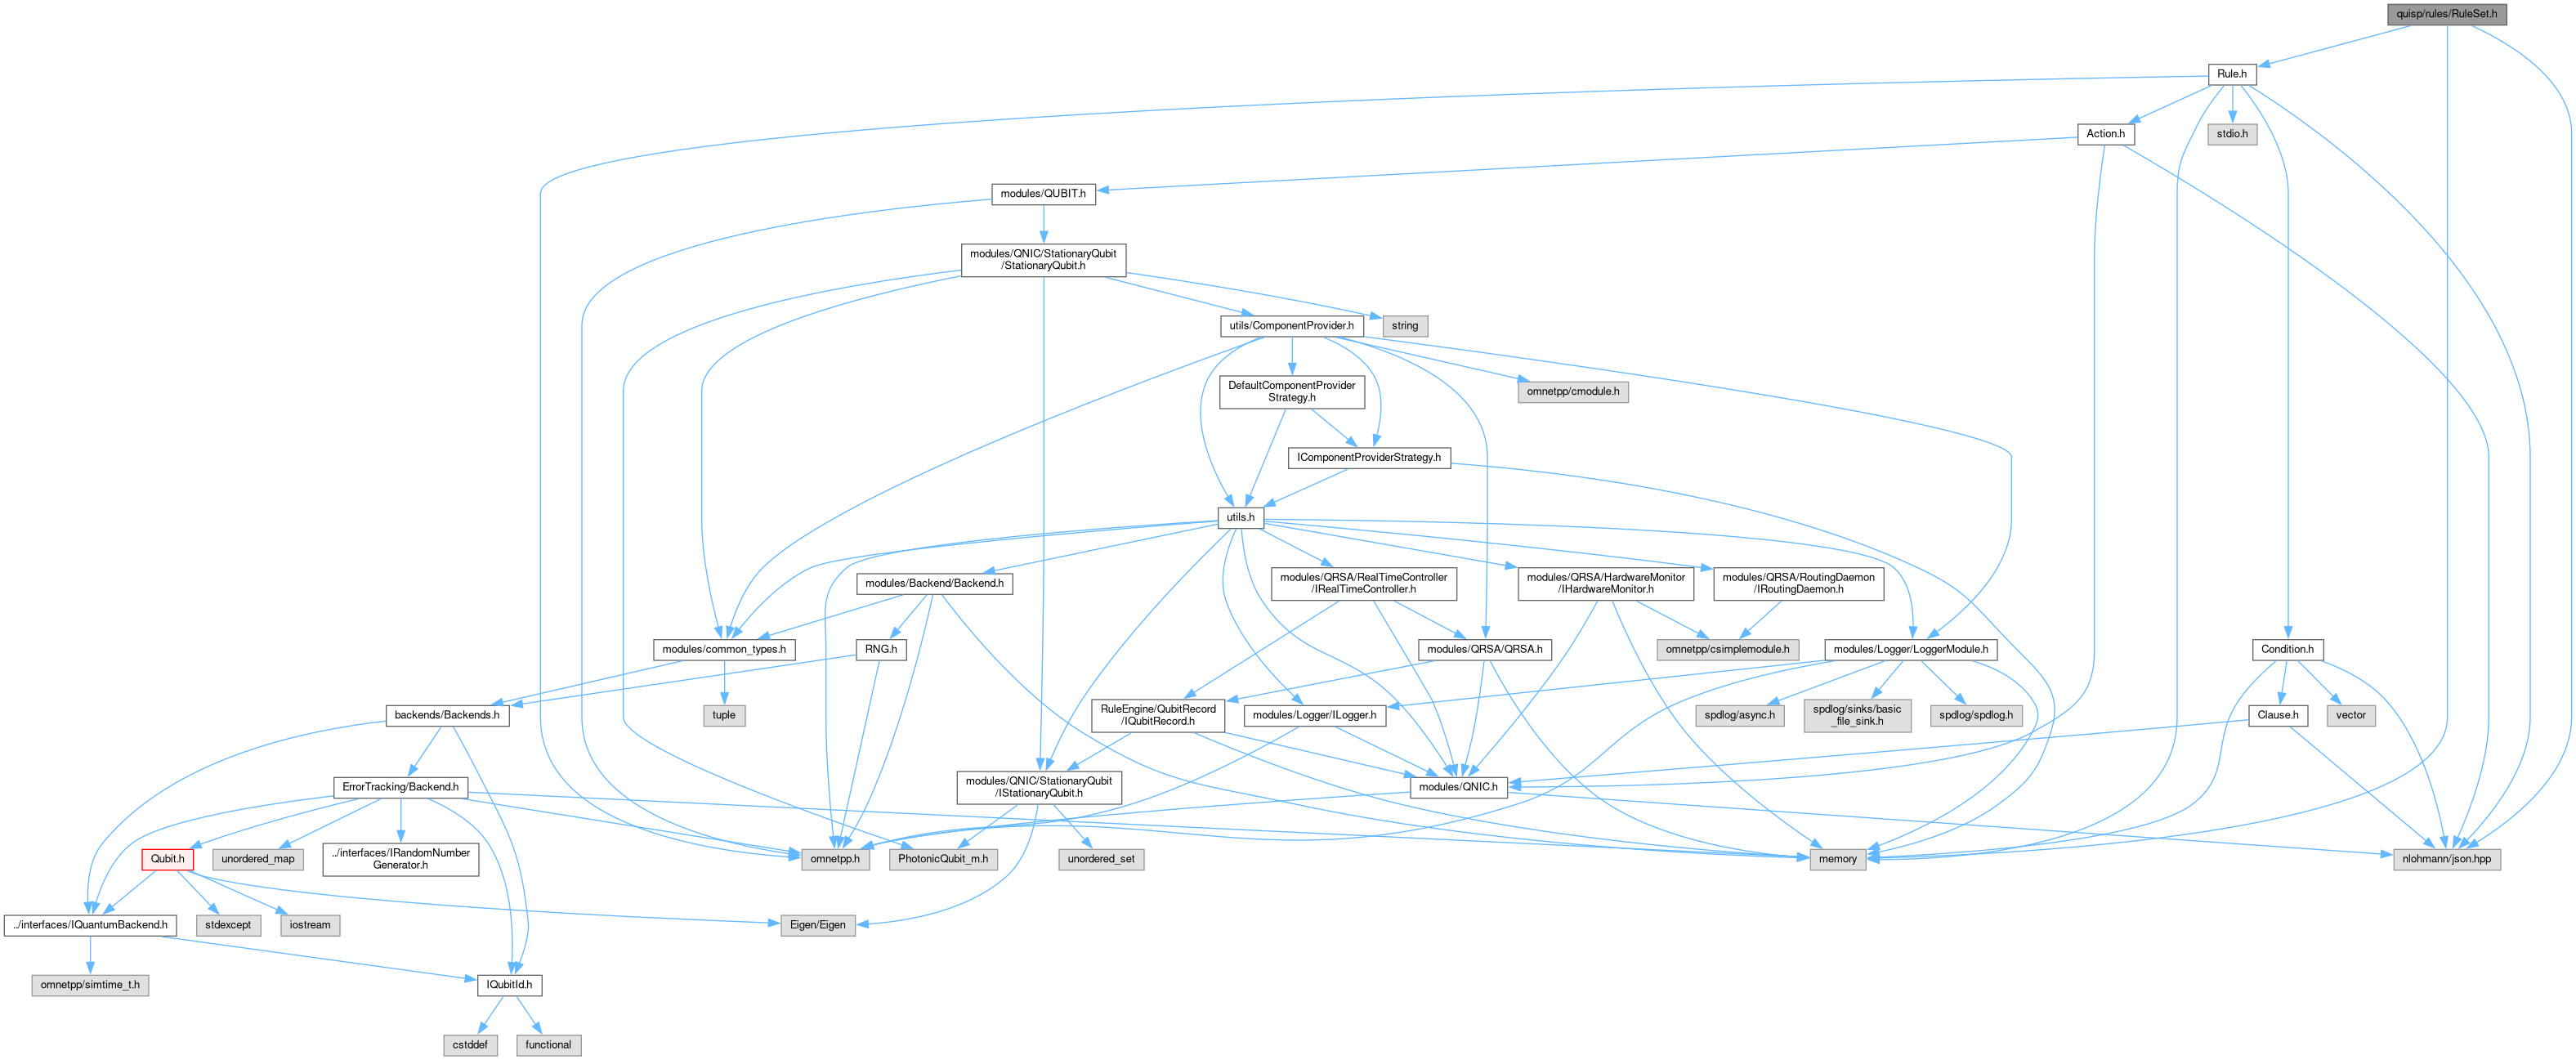 quisp/rules/RuleSet.h
Rule.h
Action.h
stdio.h
modules/QUBIT.h
modules/QNIC/StationaryQubit
/StationaryQubit.h
utils/ComponentProvider.h
string
DefaultComponentProvider
Strategy.h
omnetpp/cmodule.h
IComponentProviderStrategy.h
utils.h
modules/Backend/Backend.h
modules/QRSA/RealTimeController
/IRealTimeController.h
modules/QRSA/HardwareMonitor
/IHardwareMonitor.h
modules/QRSA/RoutingDaemon
/IRoutingDaemon.h
modules/common_types.h
RNG.h
modules/QRSA/QRSA.h
omnetpp/csimplemodule.h
modules/Logger/LoggerModule.h
Condition.h
backends/Backends.h
tuple
RuleEngine/QubitRecord
/IQubitRecord.h
modules/Logger/ILogger.h
spdlog/async.h
spdlog/sinks/basic
_file_sink.h
spdlog/spdlog.h
Clause.h
vector
ErrorTracking/Backend.h
modules/QNIC/StationaryQubit
/IStationaryQubit.h
modules/QNIC.h
Qubit.h
unordered_map
../interfaces/IRandomNumber
Generator.h
omnetpp.h
PhotonicQubit_m.h
unordered_set
memory
nlohmann/json.hpp
../interfaces/IQuantumBackend.h
stdexcept
iostream
Eigen/Eigen
omnetpp/simtime_t.h
IQubitId.h
cstddef
functional